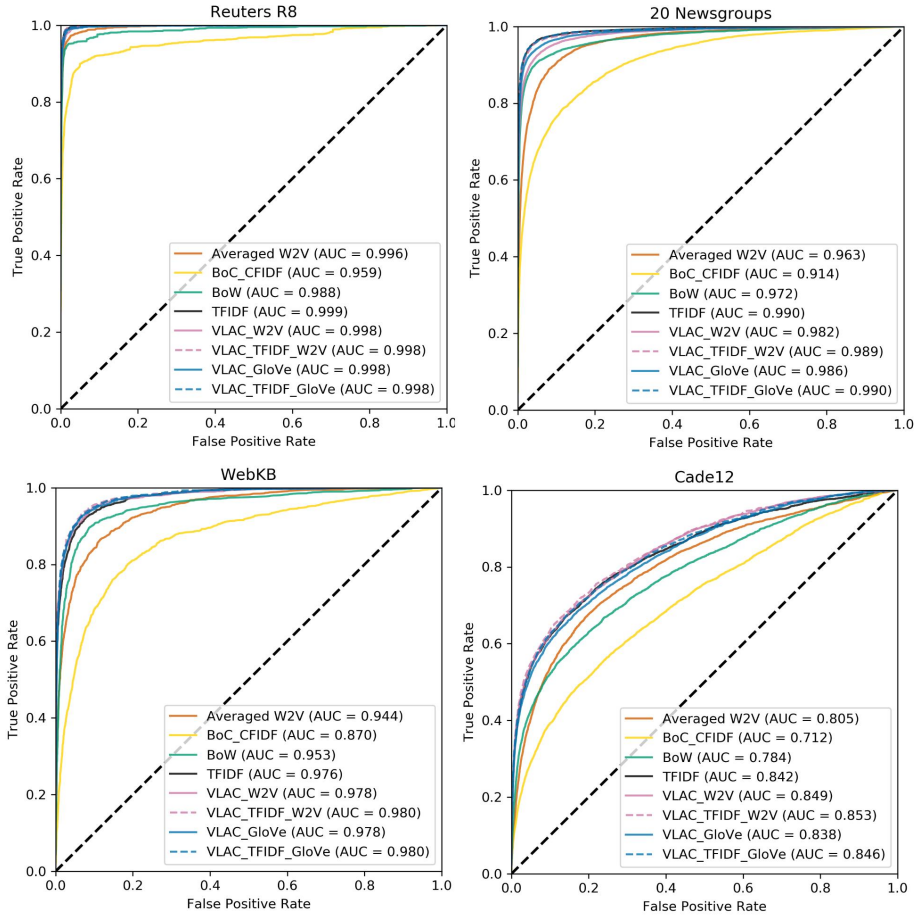 Reuters R8
True Positive Rate
1.0
0.8
0.6
0.4
0.2
0.0
Averaged W2V (AUC = 0.996)
BoC_CFIDF (AUC = 0.959)
BoW (AUC = 0.988)
TFIDF (AUC = 0.999)
VLAC_W2V (AUC = 0.998)
VLAC_TFIDF_W2V (AUC = 0.998)
VLAC_GloVe (AUC = 0.998)
VLAC_TFIDF_GloVe (AUC = 0.998)
0.0 0.2 0.4 0.6 0.8 1.0
False Positive Rate
20 Newsgroups
True Positive Rate
1.0
0.8
0.6
0.4
0.2
0.0
Averaged W2V (AUC = 0.963)
BoC_CFIDF (AUC = 0.914)
BoW (AUC = 0.972)
TFIDF (AUC = 0.990)
VLAC_W2V (AUC = 0.982)
VLAC_TFIDF_W2V (AUC = 0.989)
VLAC_GloVe (AUC = 0.986)
VLAC_TFIDF_GloVe (AUC = 0.990)
0.0 0.2 0.4 0.6 0.8 1.0
False Positive Rate
WebKB
True Positive Rate
1.0
0.8
0.6
0.4
0.2
0.0
Averaged W2V (AUC = 0.944)
BoC_CFIDF (AUC = 0.870)
BoW (AUC = 0.953)
TFIDF (AUC = 0.976)
VLAC_W2V (AUC = 0.978)
VLAC_TFIDF_W2V (AUC = 0.980)
VLAC_GloVe (AUC = 0.978)
VLAC_TFIDF_GloVe (AUC = 0.980)
0.0 0.2 0.4 0.6 0.8 1.0
False Positive Rate
Cade12
True Positive Rate
1.0
0.8
0.6
0.4
0.2
0.0
Averaged W2V (AUC = 0.805)
BoC_CFIDF (AUC = 0.712)
BoW (AUC = 0.784)
TFIDF (AUC = 0.842)
VLAC_W2V (AUC = 0.849)
VLAC_TFIDF_W2V (AUC = 0.853)
VLAC_GloVe (AUC = 0.838)
VLAC_TFIDF_GloVe (AUC = 0.846)
0.0 0.2 0.4 0.6 0.8 1.0
False Positive Rate